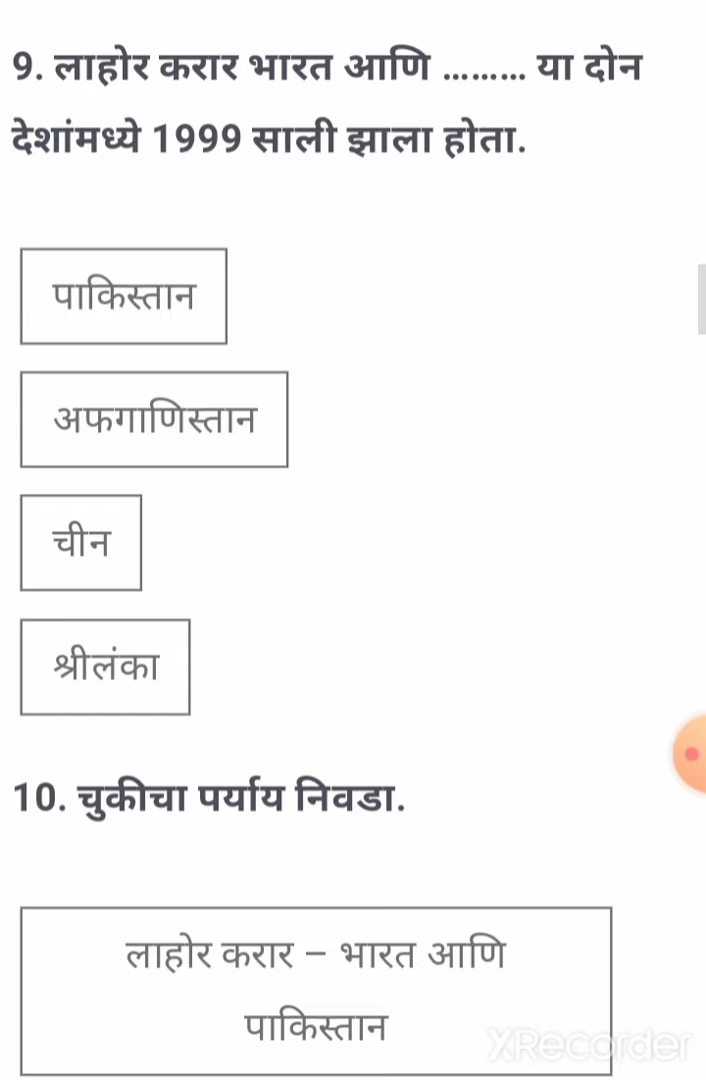 9. लाहोर करार भारत आणि ......... या दोन
देशांमध्ये 1999 साली झाला होता.
पाकिस्तान
अफगाणिस्तान
चीन
श्रीलंका
10. चुकीचा पर्याय निवडा.
लाहोर करार – भारत आणि
पाकिस्तान
XRecorder